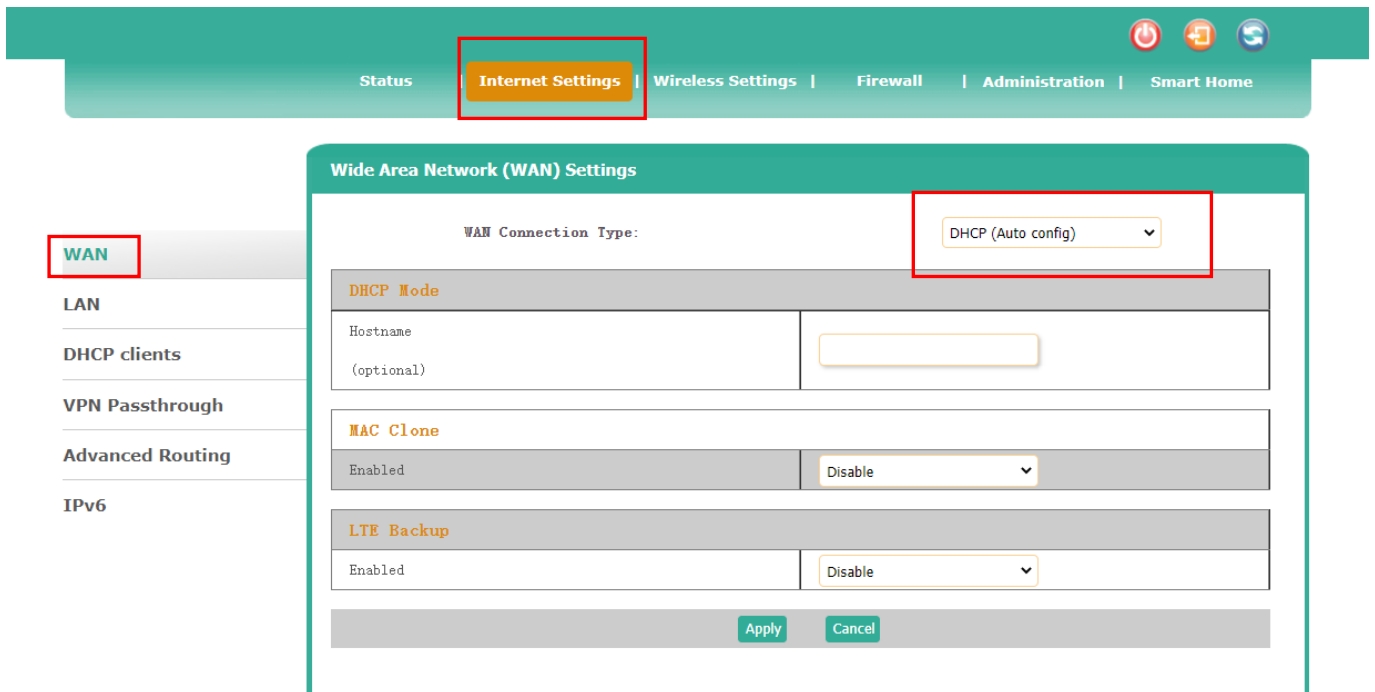 Status | Internet Settings | Wireless Settings | Firewall | Administration | Smart Home
Wide Area Network (WAN) Settings
WAN Connection Type: DHCP (Auto config)
WAN
LAN
DHCP clients
VPN Passthrough
Advanced Routing
IPv6
DHCP Mode
Hostname
(optional)
MAC Clone
Enabled Disable
LTE Backup
Enabled Disable
Apply Cancel